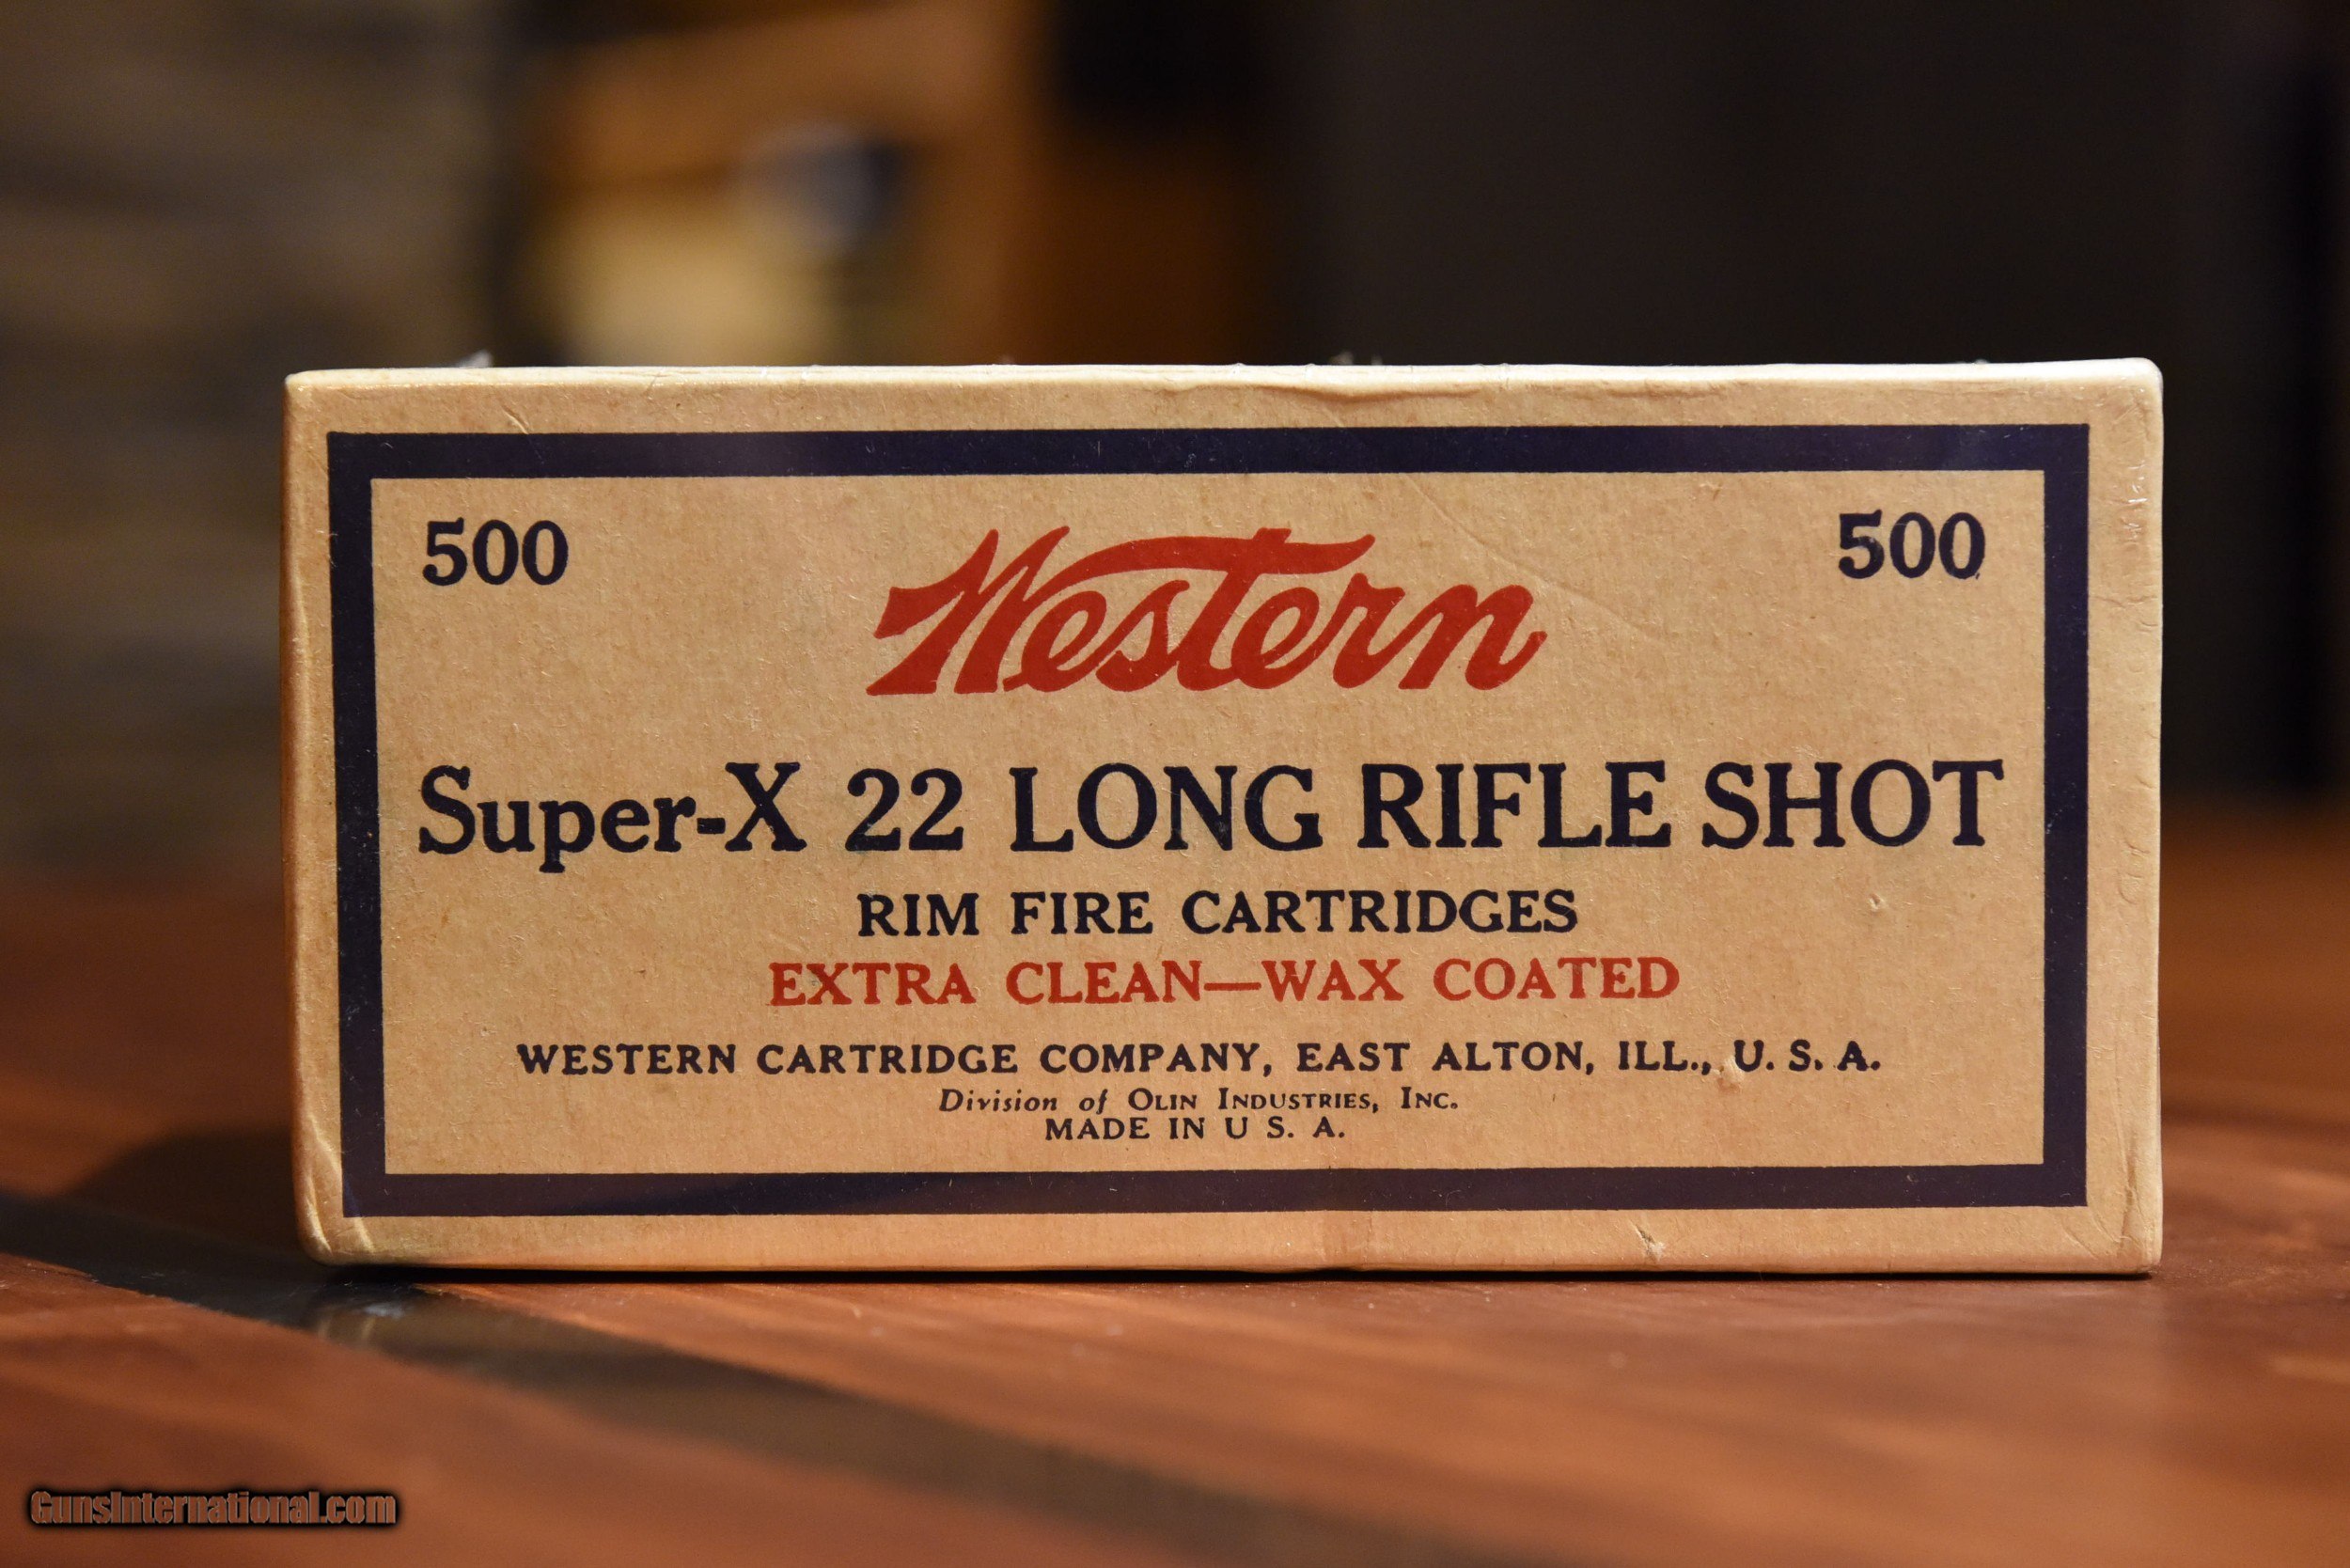 500 Western 500
Super-X 22 LONG RIFLE SHOT
RIM FIRE CARTRIDGES
EXTRA CLEAN—WAX COATED
WESTERN CARTRIDGE COMPANY, EAST ALTON, ILL., U. S. A.
Division of OLIN INDUSTRIES, INC.
MADE IN U S. A.
GunsInternational.com